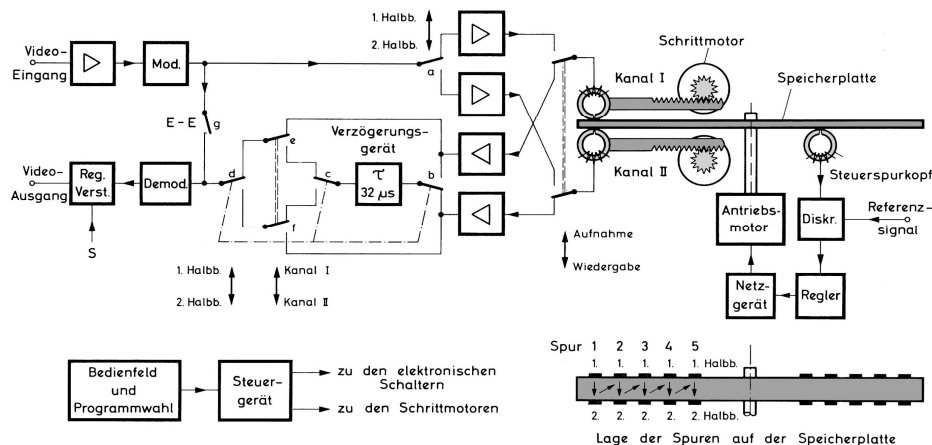 1. Halbb.
2. Halbb.
Video-
Eingang
Mod.
a
Kanal I
Schrittmotor
Speicherplatte
E-E
g
Verzögerungs-
gerät
e
d
c
τ
32 µs
b
f
Kanal II
Steuerspurkopf
Video-
Ausgang
Reg.
Verst.
Demod.
S
Antriebs-
motor
Diskr.
Referenz-
signal
Aufnahme
Wiedergabe
Netz-
gerät
Regler
1. Halbb.
2. Halbb.
Kanal I
Kanal II
Bedienfeld
und
Programmwahl
Steuer-
gerät
zu den elektronischen
Schaltern
zu den Schrittmotoren
Spur 1 2 3 4 5
1. 1. 1. 1. 1. Halbb.
2. 2. 2. 2. 2. Halbb.
Lage der Spuren auf der Speicherplatte